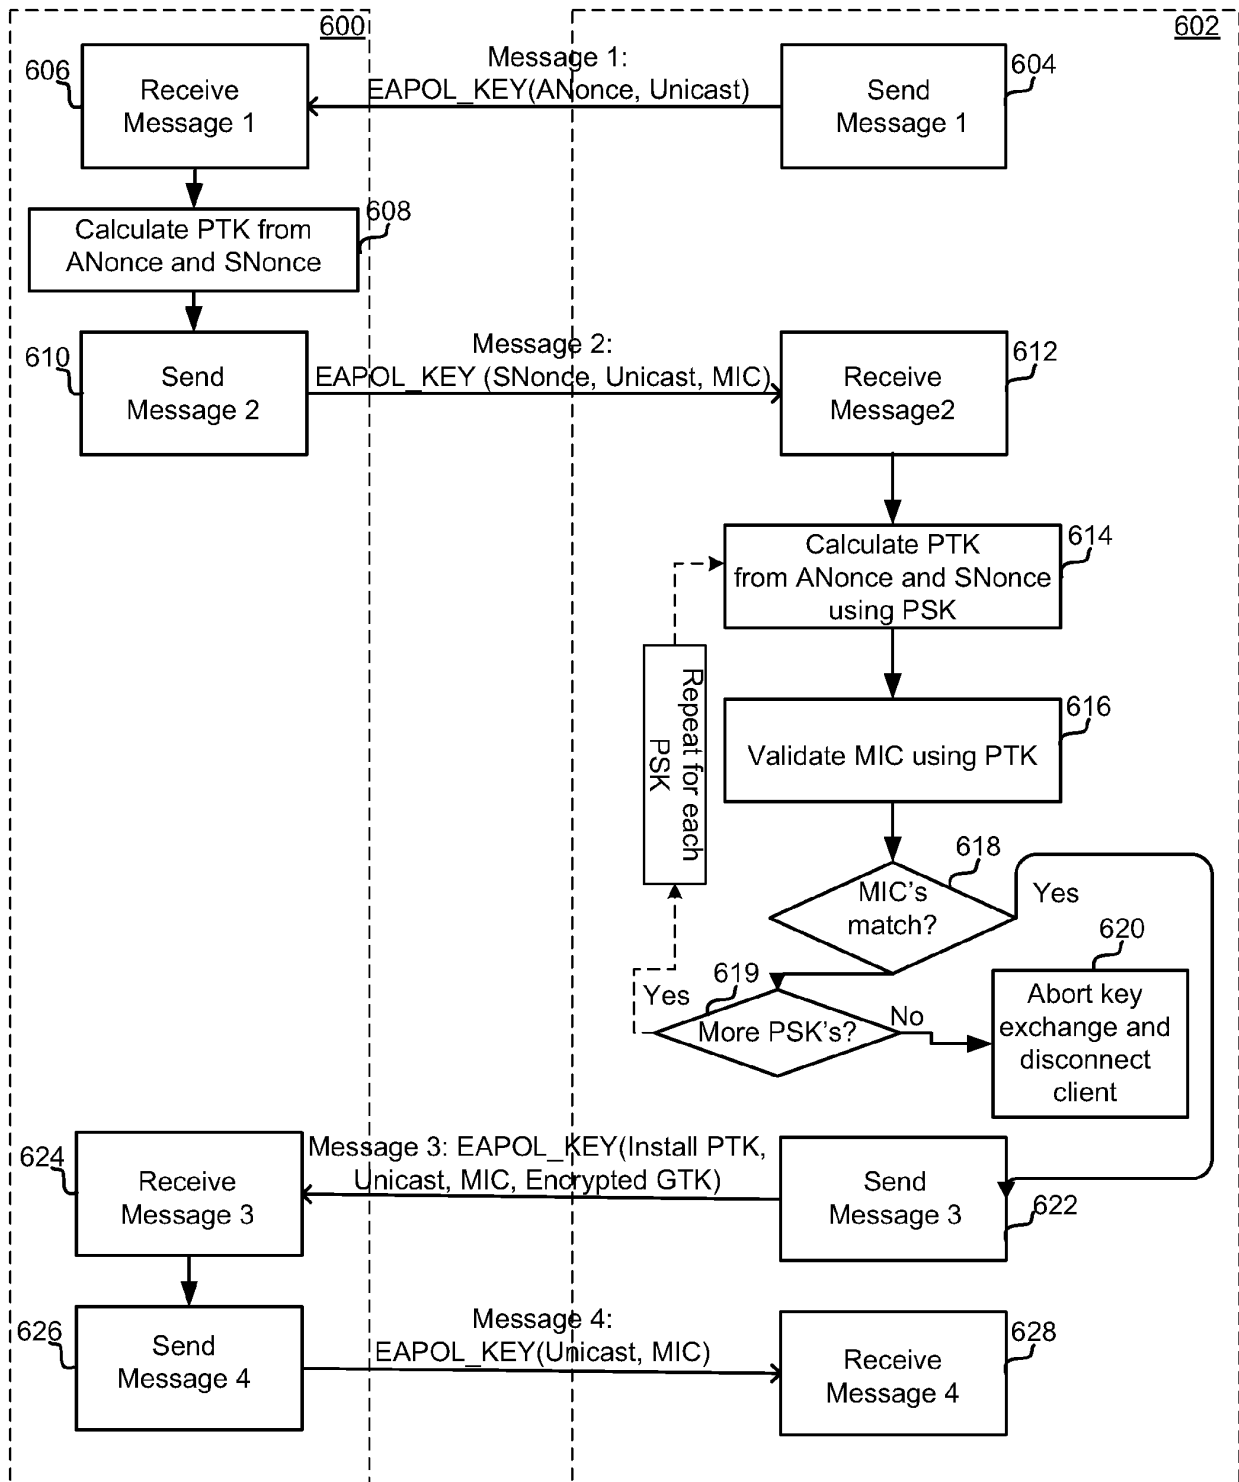 600
602
606
Receive
Message 1
Message 1:
EAPOL_KEY(ANonce, Unicast)
Send
Message 1
604
Calculate PTK from
ANonce and SNonce
608
610
Send
Message 2
Message 2:
EAPOL_KEY (SNonce, Unicast, MIC)
Receive
Message2
612
Calculate PTK
from ANonce and SNonce
using PSK
614
Repeat for each
PSK
Validate MIC using PTK
616
MIC's
match?
618
Yes
619
More PSK's?
Yes
No
620
Abort key
exchange and
disconnect
client
624
Receive
Message 3
Message 3: EAPOL_KEY(Install PTK,
Unicast, MIC, Encrypted GTK)
Send
Message 3
622
626
Send
Message 4
Message 4:
EAPOL_KEY(Unicast, MIC)
Receive
Message 4
628